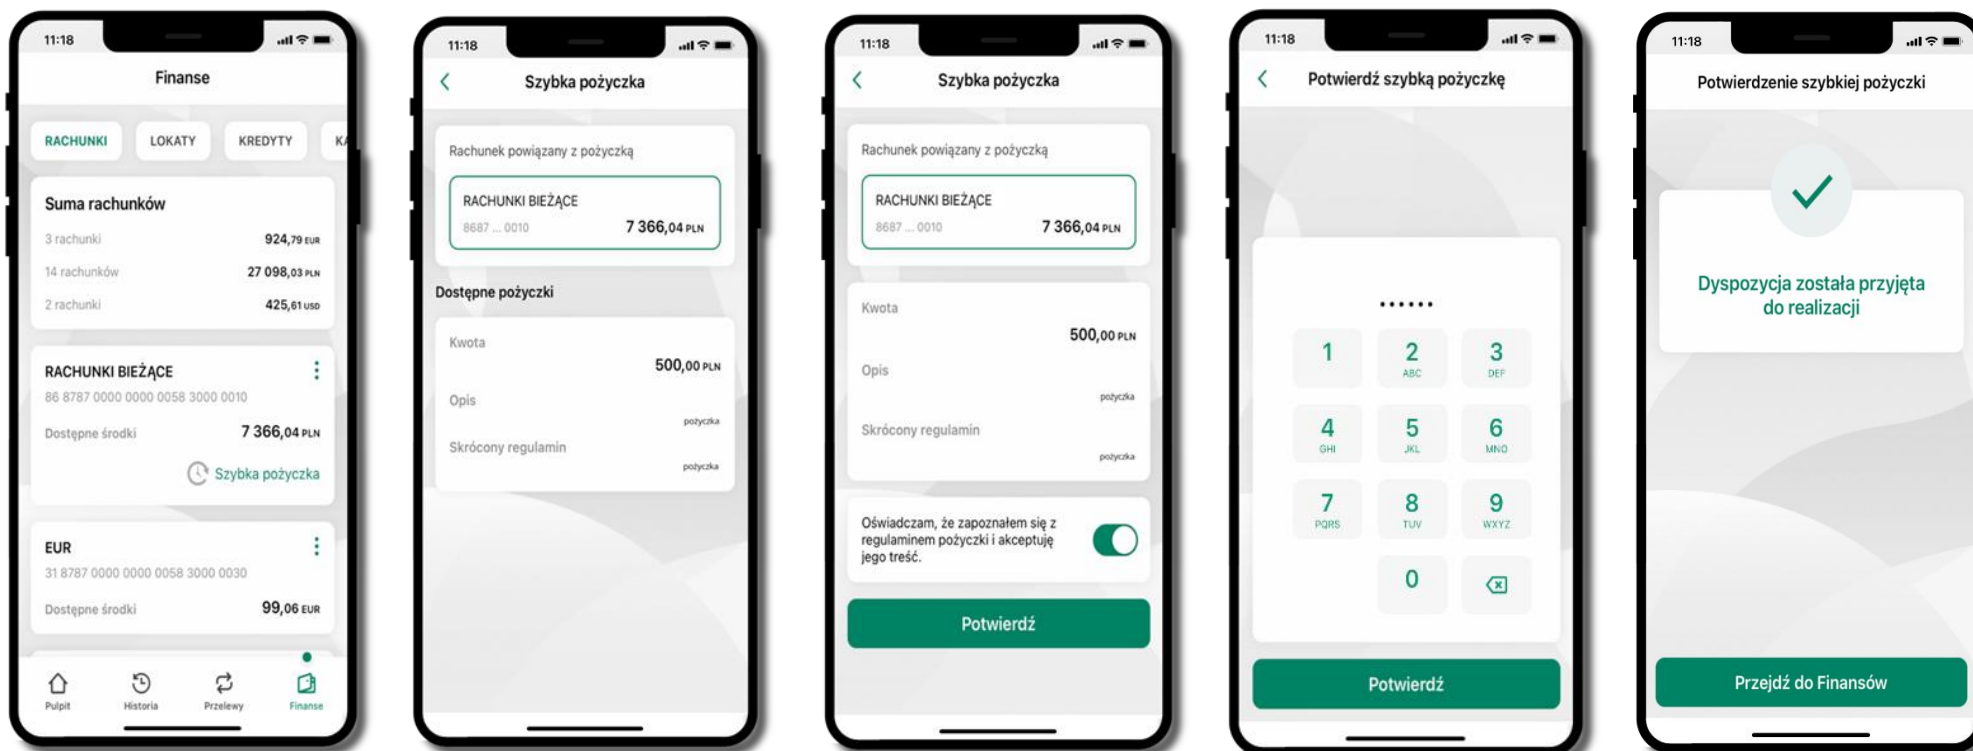 11:18
Finanse
RACHUNKI LOKATY KREDYTY KA
Suma rachunków
3 rachunki 924,79 EUR
14 rachunków 27 098,03 PLN
2 rachunki 425,61 USD
RACHUNKI BIEŻĄCE
86 8787 0000 0000 0058 3000 0010
Dostępne środki 7 366,04 PLN
Szybka pożyczka
EUR
31 8787 0000 0000 0058 3000 0030
Dostępne środki 99,06 EUR
Pulpit Historia Przelewy Finanse
11:18
Szybka pożyczka
Rachunek powiązany z pożyczką
RACHUNKI BIEŻĄCE
8687 ... 0010 7 366,04 PLN
Dostępne pożyczki
Kwota
500,00 PLN
Opis
pożyczka
Skrócony regulamin
pożyczka
11:18
Szybka pożyczka
Rachunek powiązany z pożyczką
RACHUNKI BIEŻĄCE
8687 ... 0010 7 366,04 PLN
Kwota
500,00 PLN
Opis
pożyczka
Skrócony regulamin
pożyczka
Oświadczam, że zapoznałem się z
regulaminem pożyczki i akceptuję
jego treść.
Potwierdź
11:18
Potwierdź szybką pożyczkę
1 2 3
ABC DEF
4 5 6
GHI JKL MNO
7 8 9
PQRS TUV WXYZ
0
Potwierdź
11:18
Potwierdzenie szybkiej pożyczki
Dyspozycja została przyjęta
do realizacji
Przejdź do Finansów